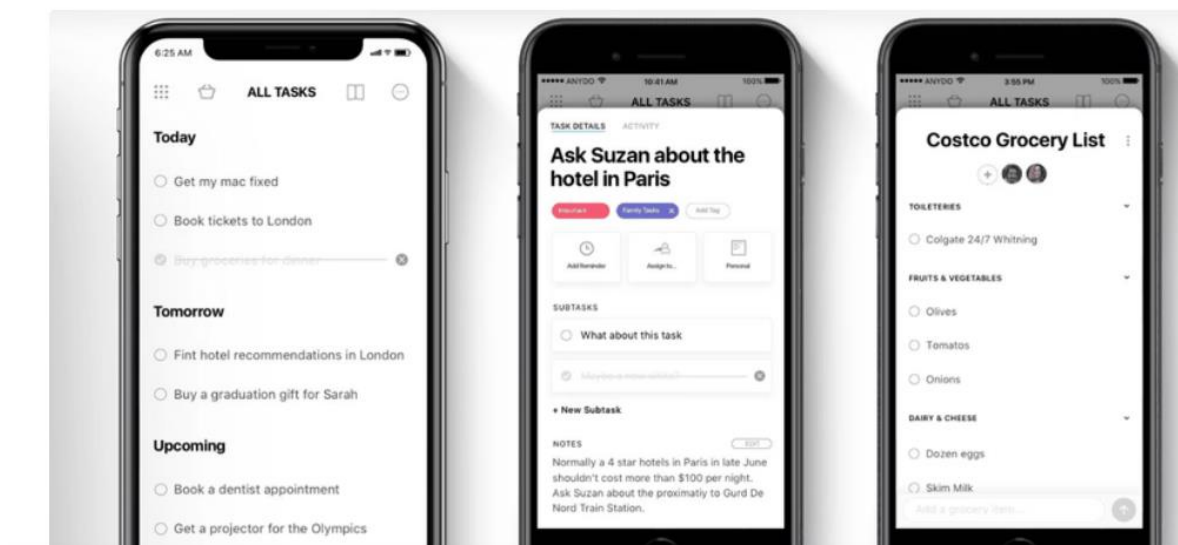 6:25 AM
ALL TASKS
Today
Get my mac fixed
Book tickets to London
Buy groceries for dinner
Tomorrow
Fint hotel recommendations in London
Buy a graduation gift for Sarah
Upcoming
Book a dentist appointment
Get a projector for the Olympics
ANYDO 10:41 AM 100%
ALL TASKS
TASK DETAILS ACTIVITY
Ask Suzan about the
hotel in Paris
Important Family Tasks X Add Tag
Add Reminder Assign to... Personal
SUBTASKS
What about this task
+ New Subtask
NOTES EDIT
Normally a 4 star hotels in Paris in late June
shouldn't cost more than $100 per night.
Ask Suzan about the proximatiy to Gurd De
Nord Train Station.
ANYDO 3:55 PM 100%
ALL TASKS
Costco Grocery List
TOILETERIES
Colgate 24/7 Whitning
FRUITS & VEGETABLES
Olives
Tomatos
Onions
DAIRY & CHEESE
Dozen eggs
Skim Milk
Add a grocery item...